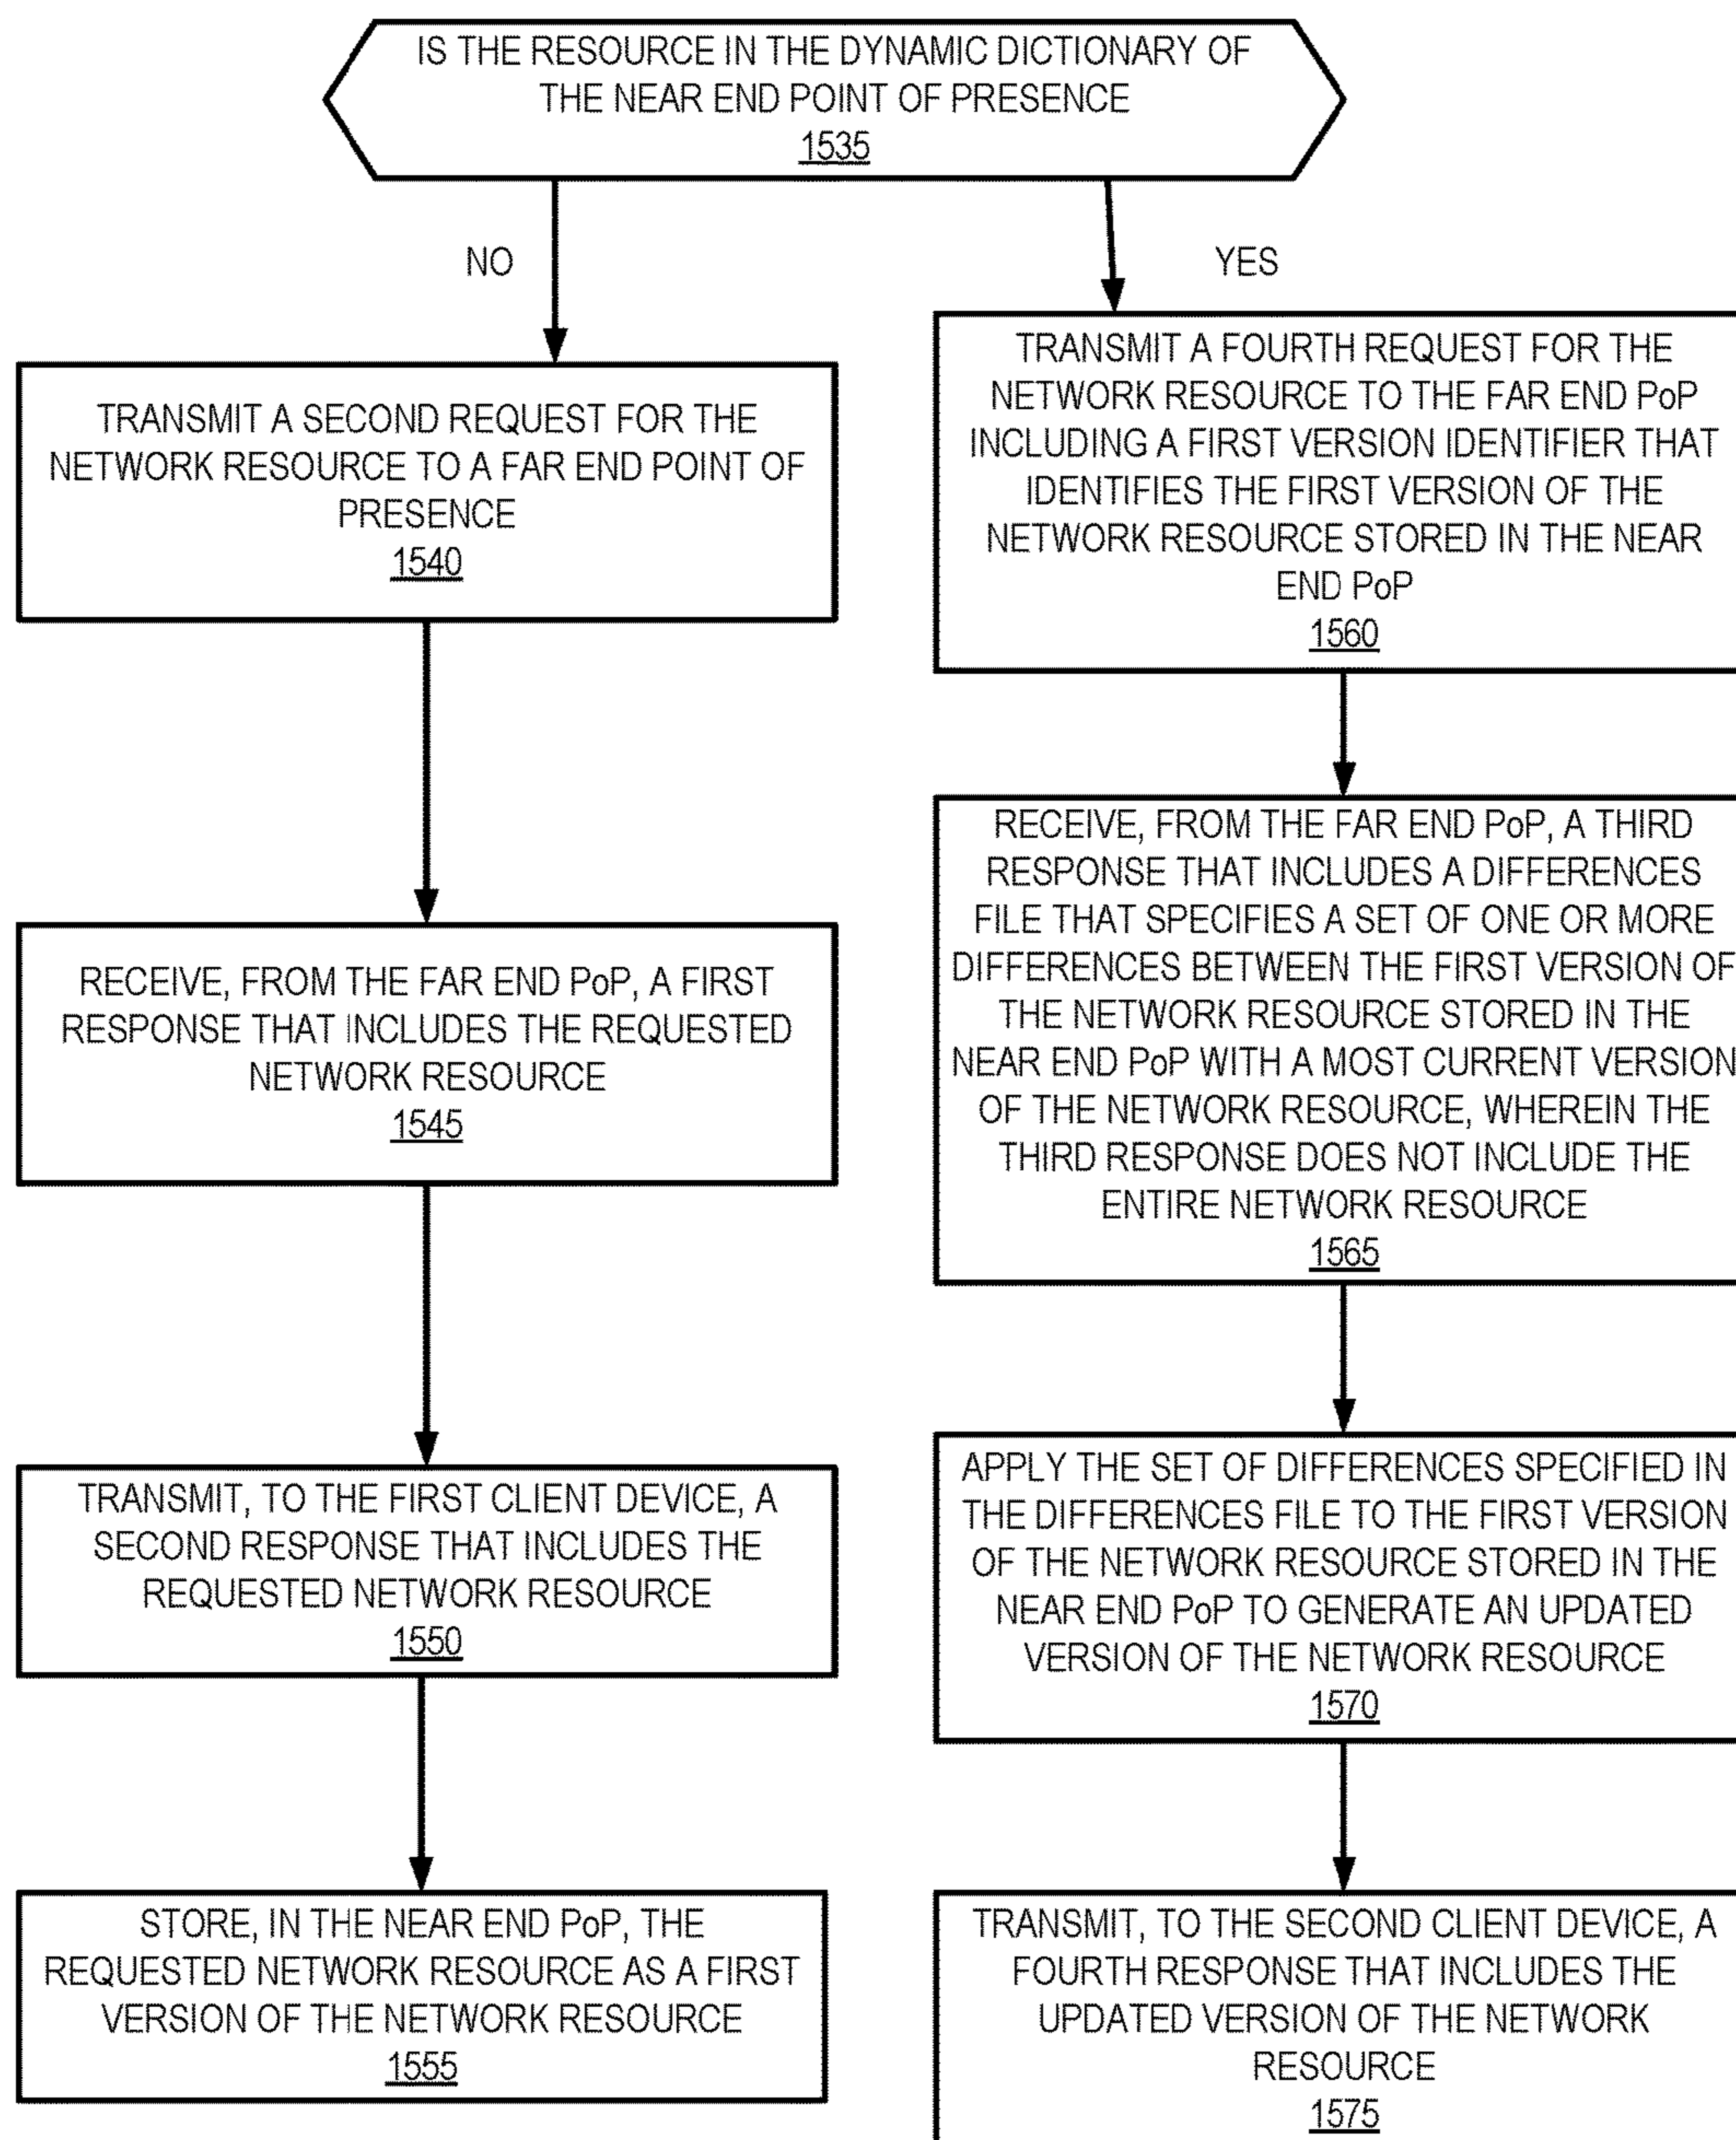 IS THE RESOURCE IN THE DYNAMIC DICTIONARY OF
THE NEAR END POINT OF PRESENCE
1535
NO
YES
TRANSMIT A SECOND REQUEST FOR THE
NETWORK RESOURCE TO A FAR END POINT OF
PRESENCE
1540
RECEIVE, FROM THE FAR END PoP, A FIRST
RESPONSE THAT INCLUDES THE REQUESTED
NETWORK RESOURCE
1545
TRANSMIT, TO THE FIRST CLIENT DEVICE, A
SECOND RESPONSE THAT INCLUDES THE
REQUESTED NETWORK RESOURCE
1550
STORE, IN THE NEAR END PoP, THE
REQUESTED NETWORK RESOURCE AS A FIRST
VERSION OF THE NETWORK RESOURCE
1555
TRANSMIT A FOURTH REQUEST FOR THE
NETWORK RESOURCE TO THE FAR END PoP
INCLUDING A FIRST VERSION IDENTIFIER THAT
IDENTIFIES THE FIRST VERSION OF THE
NETWORK RESOURCE STORED IN THE NEAR
END PoP
1560
RECEIVE, FROM THE FAR END PoP, A THIRD
RESPONSE THAT INCLUDES A DIFFERENCES
FILE THAT SPECIFIES A SET OF ONE OR MORE
DIFFERENCES BETWEEN THE FIRST VERSION OF
THE NETWORK RESOURCE STORED IN THE
NEAR END PoP WITH A MOST CURRENT VERSION
OF THE NETWORK RESOURCE, WHEREIN THE
THIRD RESPONSE DOES NOT INCLUDE THE
ENTIRE NETWORK RESOURCE
1565
APPLY THE SET OF DIFFERENCES SPECIFIED IN
THE DIFFERENCES FILE TO THE FIRST VERSION
OF THE NETWORK RESOURCE STORED IN THE
NEAR END PoP TO GENERATE AN UPDATED
VERSION OF THE NETWORK RESOURCE
1570
TRANSMIT, TO THE SECOND CLIENT DEVICE, A
FOURTH RESPONSE THAT INCLUDES THE
UPDATED VERSION OF THE NETWORK
RESOURCE
1575